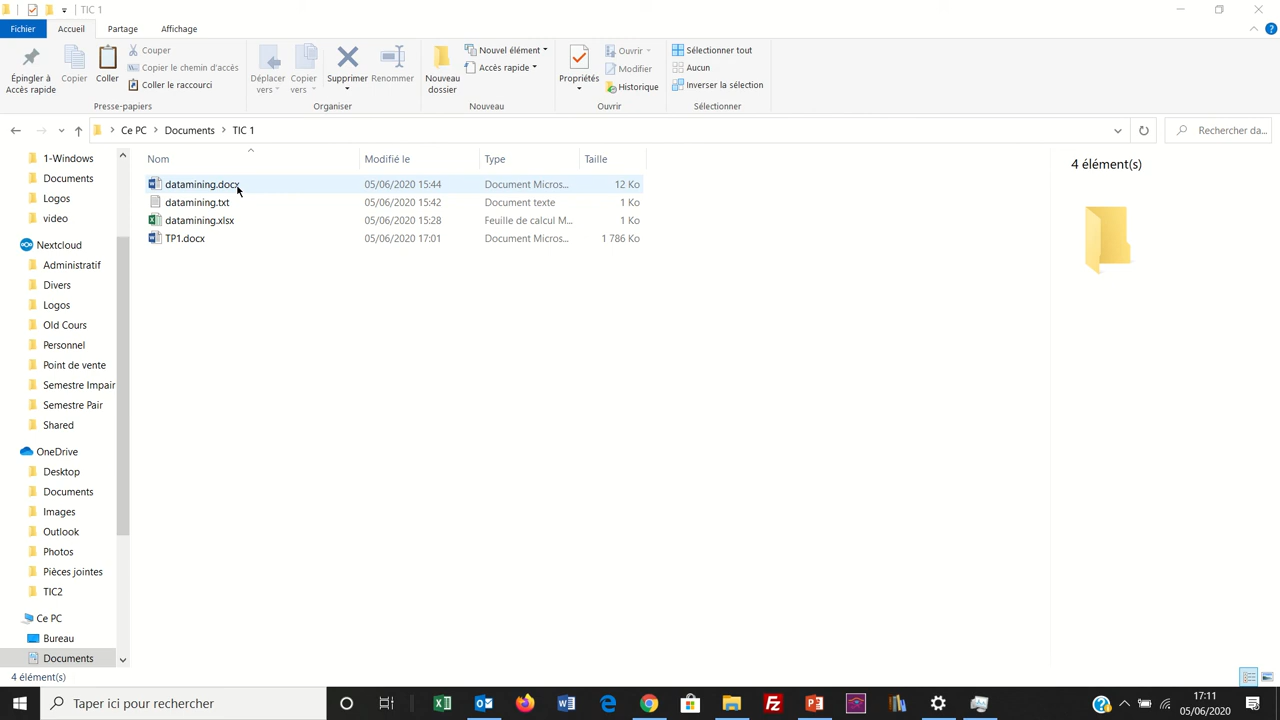 TIC 1
Fichier Accueil Partage Affichage
Épingler à Accès rapide
Copier
Coller
Couper
Copier le chemin d'accès
Coller le raccourci
Presse-papiers
Déplacer vers
Copier vers
Supprimer
Renommer
Organiser
Nouveau dossier
Nouvel élément
Accès rapide
Nouveau
Propriétés
Ouvrir
Modifier
Historique
Ouvrir
Sélectionner tout
Aucun
Inverser la sélection
Sélectionner
Ce PC > Documents > TIC 1
Rechercher da...
1-Windows
Documents
Logos
video
Nextcloud
Administratif
Divers
Logos
Old Cours
Personnel
Point de vente
Semestre Impair
Semestre Pair
Shared
OneDrive
Desktop
Documents
Images
Outlook
Photos
Pièces jointes
TIC2
Ce PC
Bureau
Documents
Nom Modifié le Type Taille
datamining.docx 05/06/2020 15:44 Document Micros... 12 Ko
datamining.txt 05/06/2020 15:42 Document texte 1 Ko
datamining.xlsx 05/06/2020 15:28 Feuille de calcul M... 1 Ko
TP1.docx 05/06/2020 17:01 Document Micros... 1 786 Ko
4 élément(s)
4 élément(s)
Taper ici pour rechercher
17:11
05/06/2020